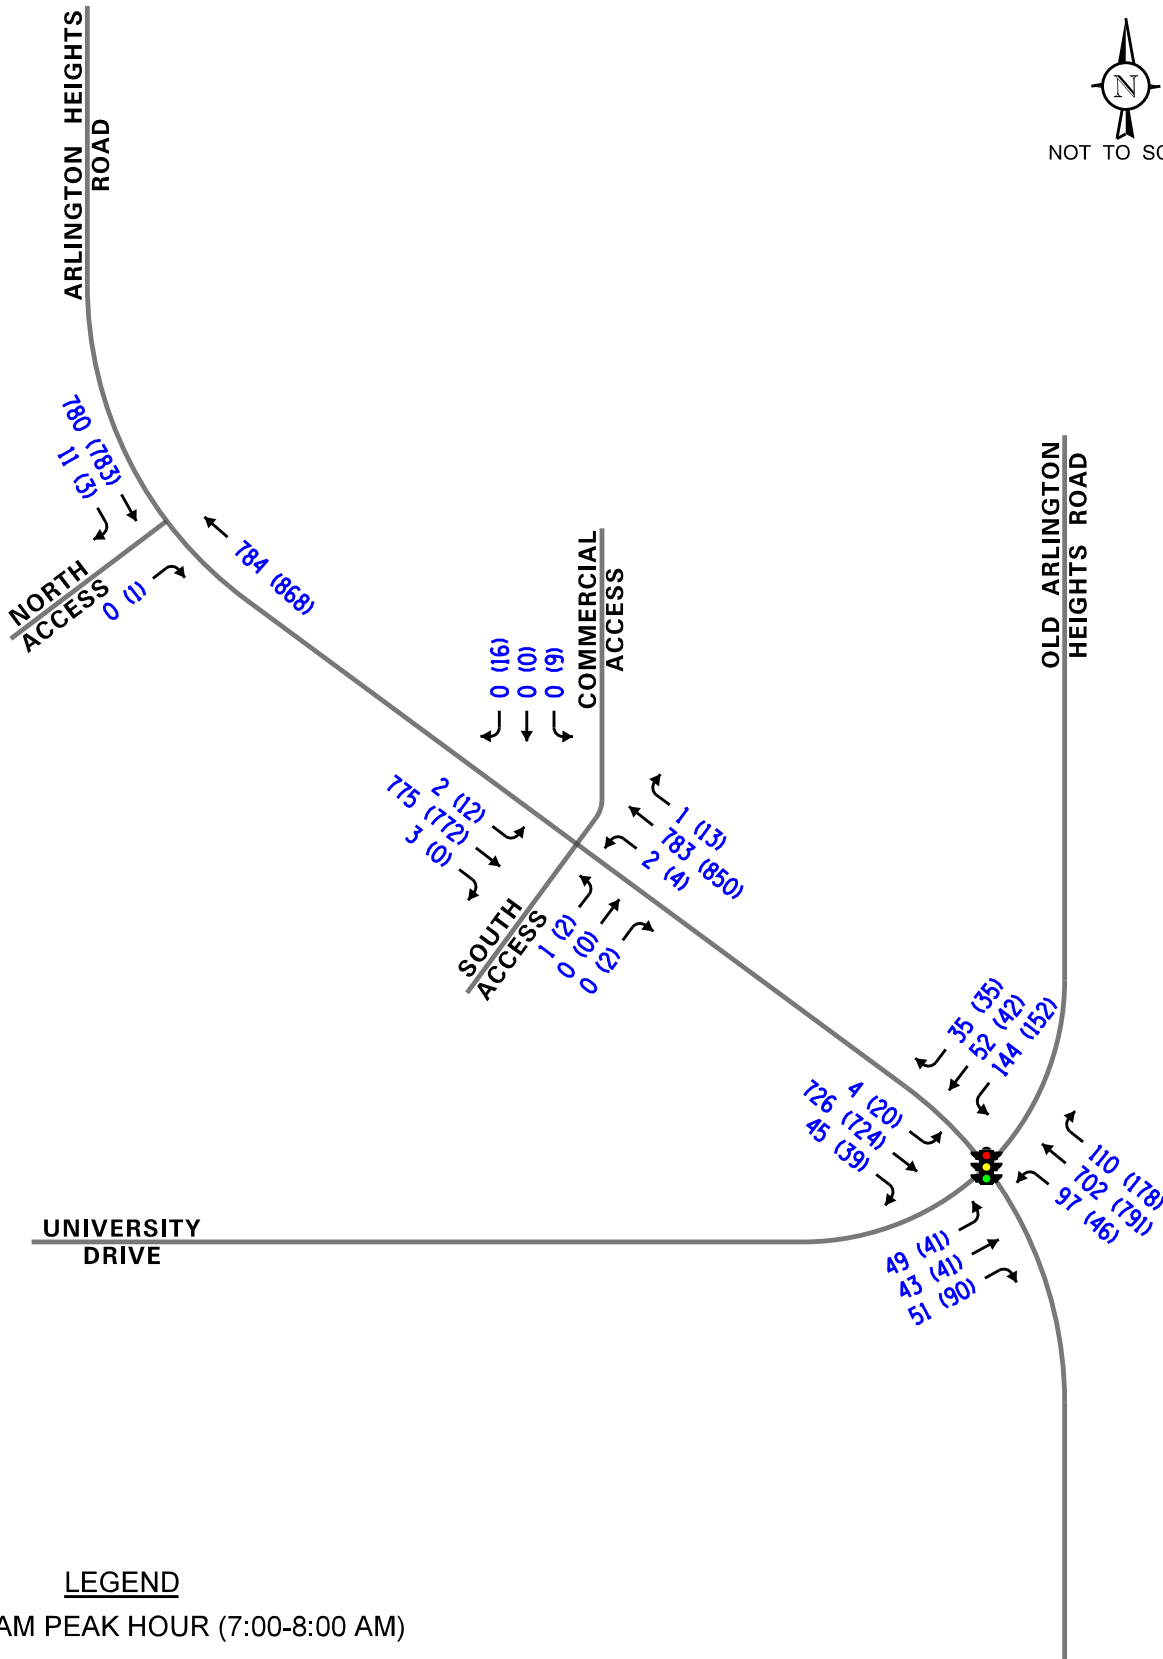 ARLINGTON HEIGHTS
ROAD
N
NOT TO
780 (783)
11 (3)
784 (868)
NORTH
ACCESS
0 (1)
COMMERCIAL
ACCESS
OLD ARLINGTON
HEIGHTS ROAD
0 (16)
0 (0)
0 (9)
2 (12)
775 (772)
3 (0)
1 (13)
783 (850)
2 (4)
SOUTH
ACCESS
1 (2)
0 (0)
0 (2)
35 (35)
52 (42)
144 (152)
4 (20)
726 (724)
45 (39)
110 (178)
702 (791)
97 (46)
UNIVERSITY
DRIVE
49 (41)
43 (41)
51 (90)
LEGEND
AM PEAK HOUR (7:00-8:00 AM)